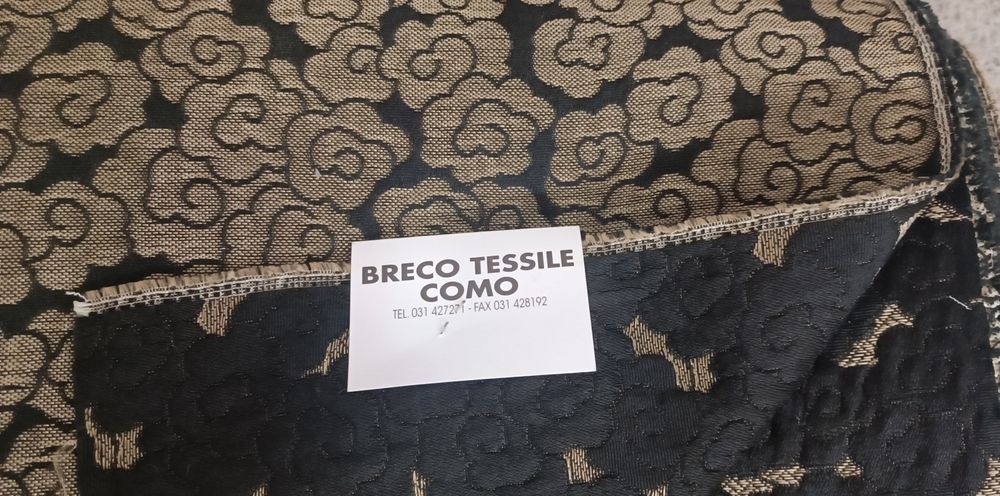 BRECO TESSILE
COMO
TEL. 031 427271 - FAX 031 428192